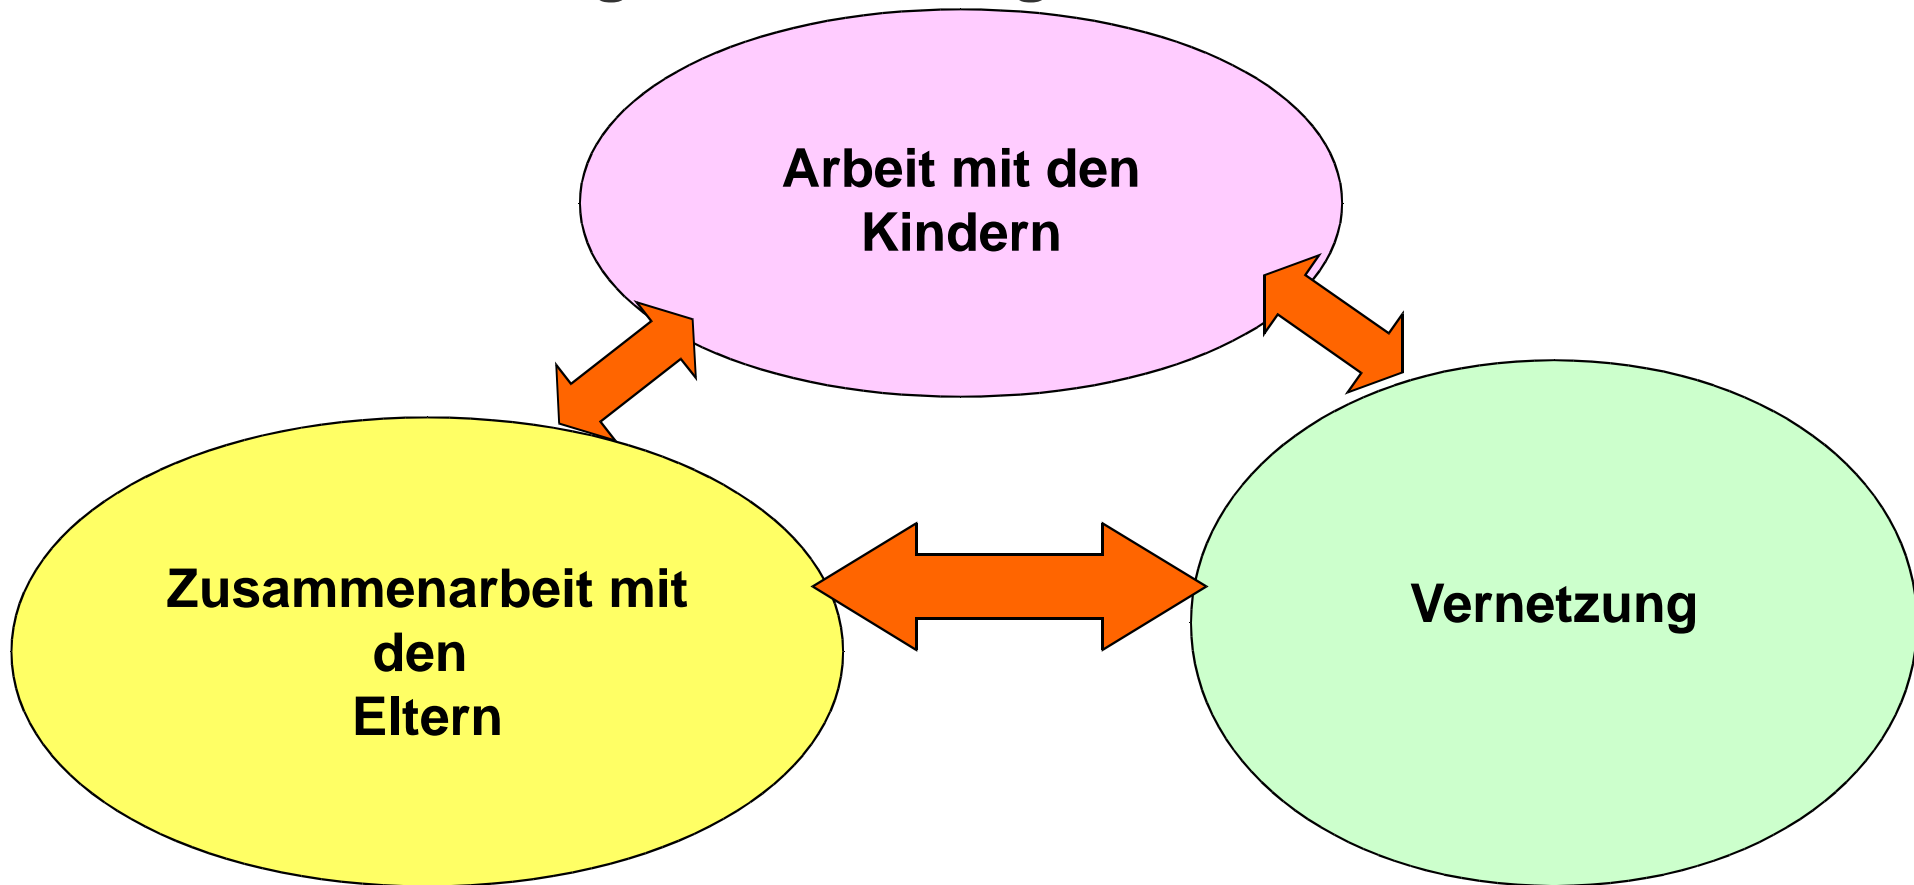 Arbeit mit den
Kindern
Zusammenarbeit mit
den
Eltern
Vernetzung